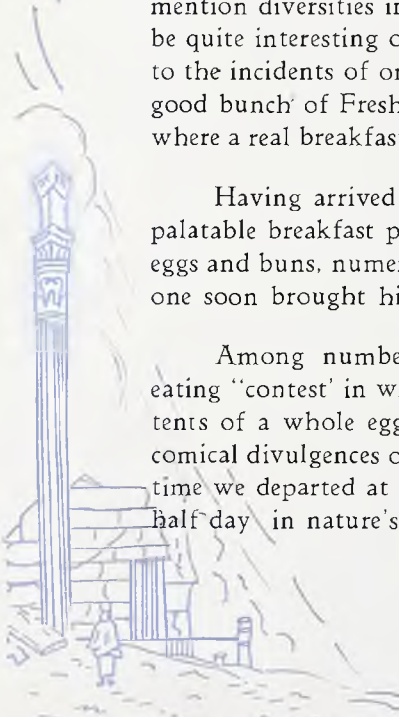 mention diversities in
be quite interesting
to the incidents of
good bunch of Fresh
where a real breakfas
Having arrived
palatable breakfast p
eggs and buns, nume
one soon brought hi
Among numbe
eating "contest' in w
tents of a whole egg
comical divulgences
time we departed at
half day in nature's